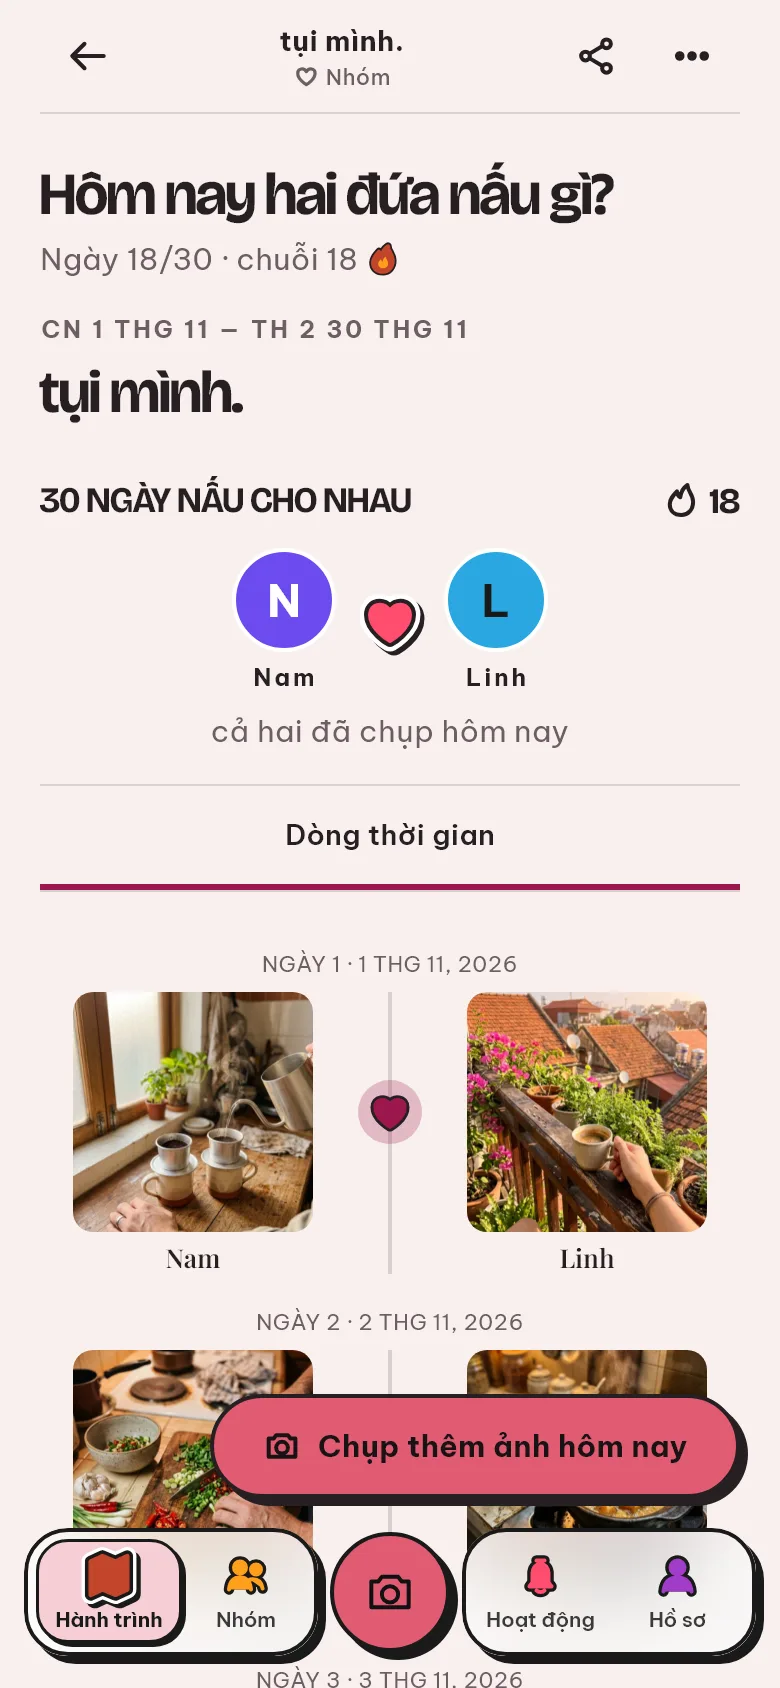 tụi mình.
Nhóm
Hôm nay hai đứa nấu gì?
Ngày 18/30 · chuỗi 18
CN 1 THG 11 – TH 2 30 THG 11
tụi mình.
30 NGÀY NẤU CHO NHAU
18
N
L
Nam
Linh
cả hai đã chụp hôm nay
Dòng thời gian
NGÀY 1 · 1 THG 11, 2026
Nam
Linh
NGÀY 2 · 2 THG 11, 2026
Chụp thêm ảnh hôm nay
Hành trình
Nhóm
Hoạt động
Hồ sơ
NGÀY 3 · 3 THG 11, 2026